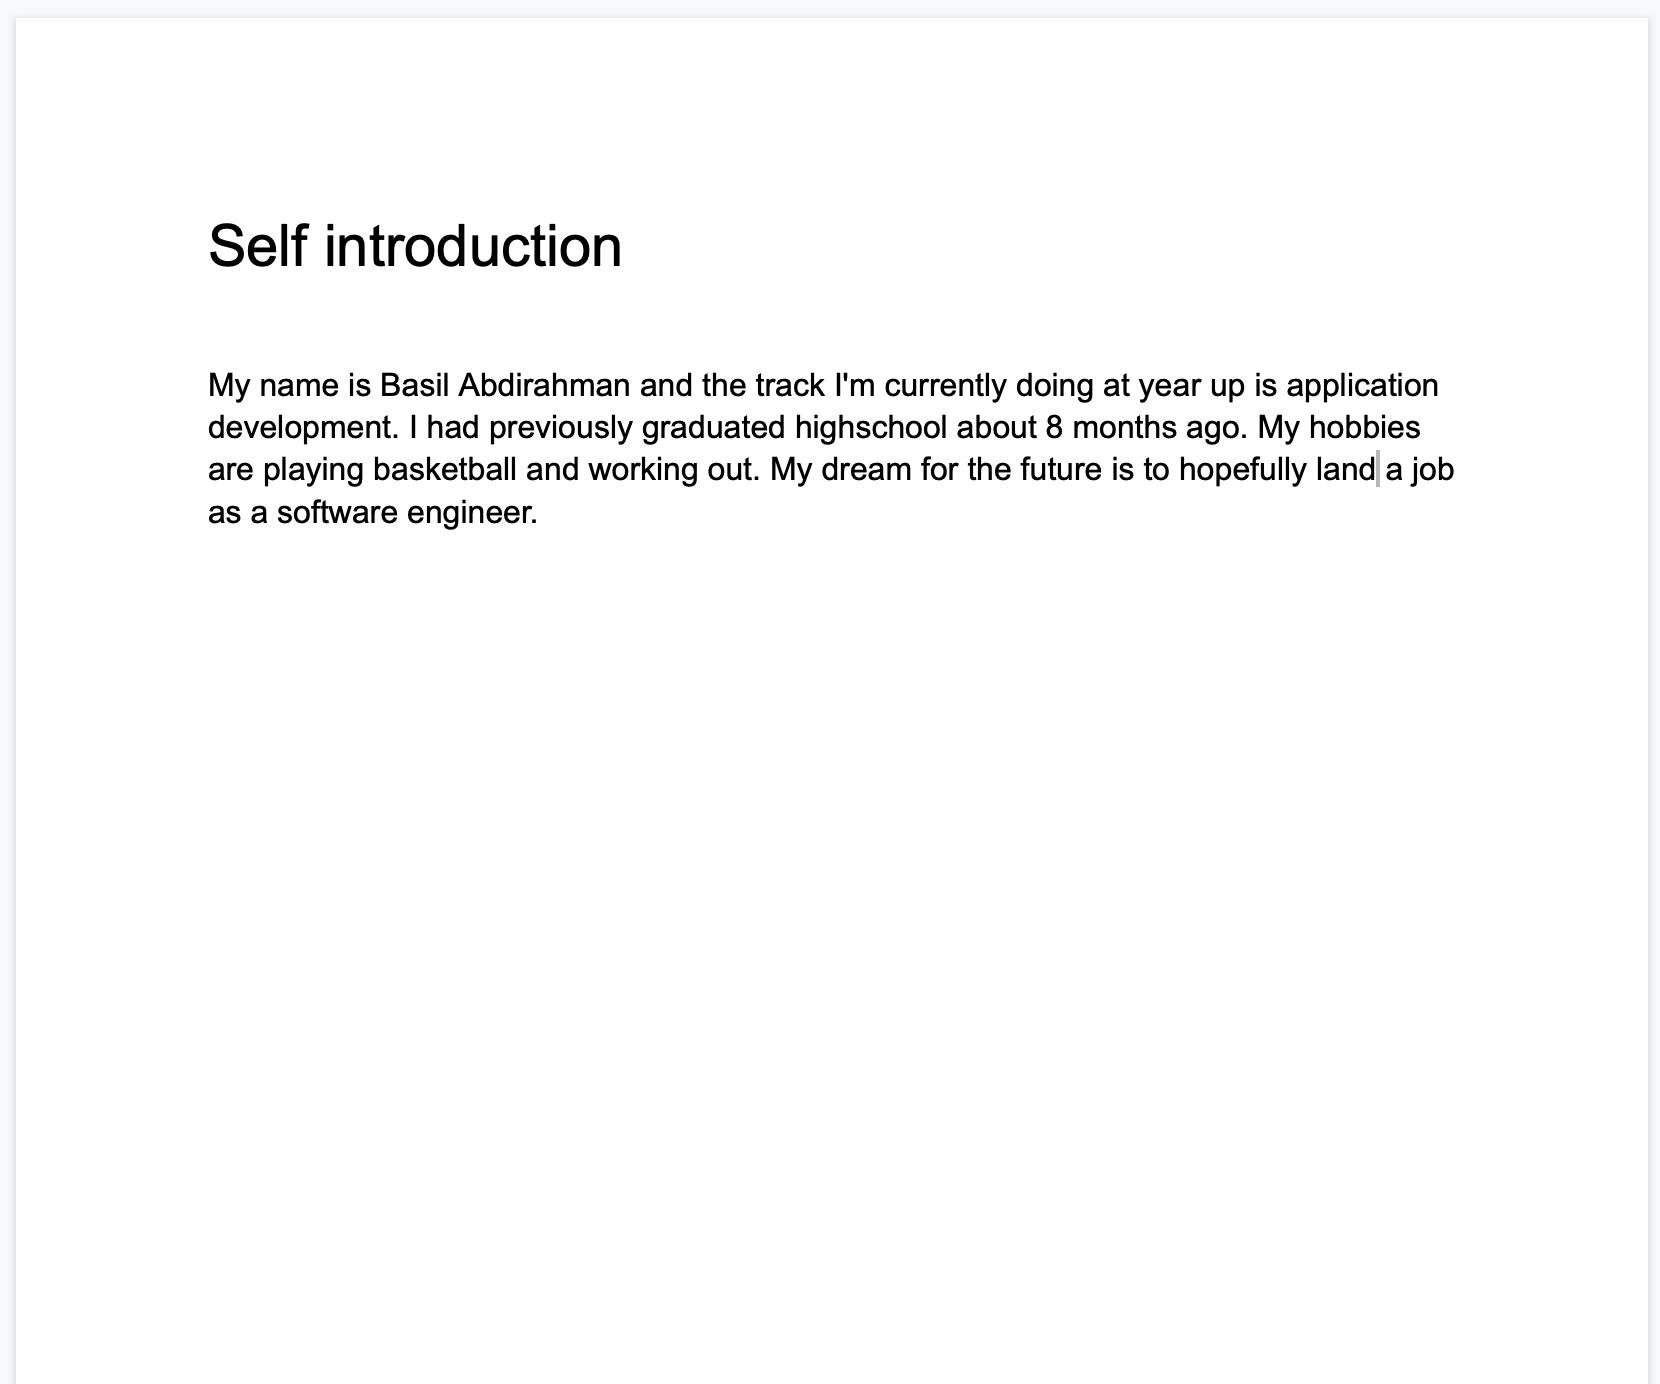 Self introduction
My name is Basil Abdirahman and the track I'm currently doing at year up is application
development. I had previously graduated highschool about 8 months ago. My hobbies
are playing basketball and working out. My dream for the future is to hopefully land a job
as a software engineer.